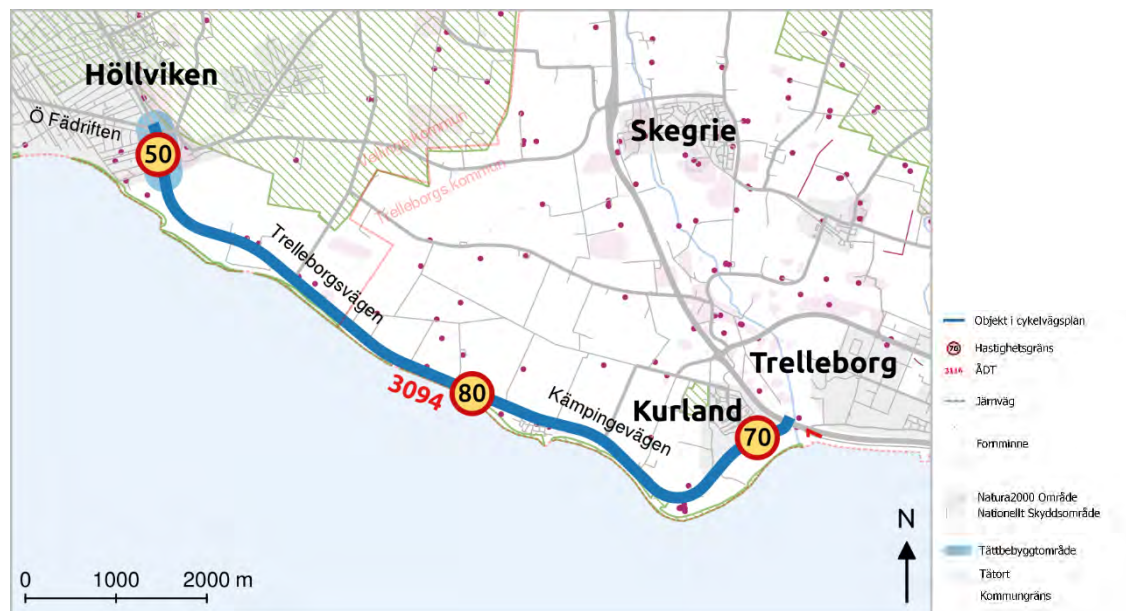 Höllviken
Ö Fädriften
50
Vellinge Kommun
Trelleborgs Kommun
Skegrie
Trelleborgsvägen
Trelleborg
3094
80
Kämpingevägen
Kurland
70
N
0 1000 2000 m
Objekt i cykelvägsplan
70 Hastighetsgräns
ÅDT
Järnväg
Fornminne
Natura2000 Område
Nationellt Skyddsområde
Tättbebyggtområde
Tätort
Kommungräns